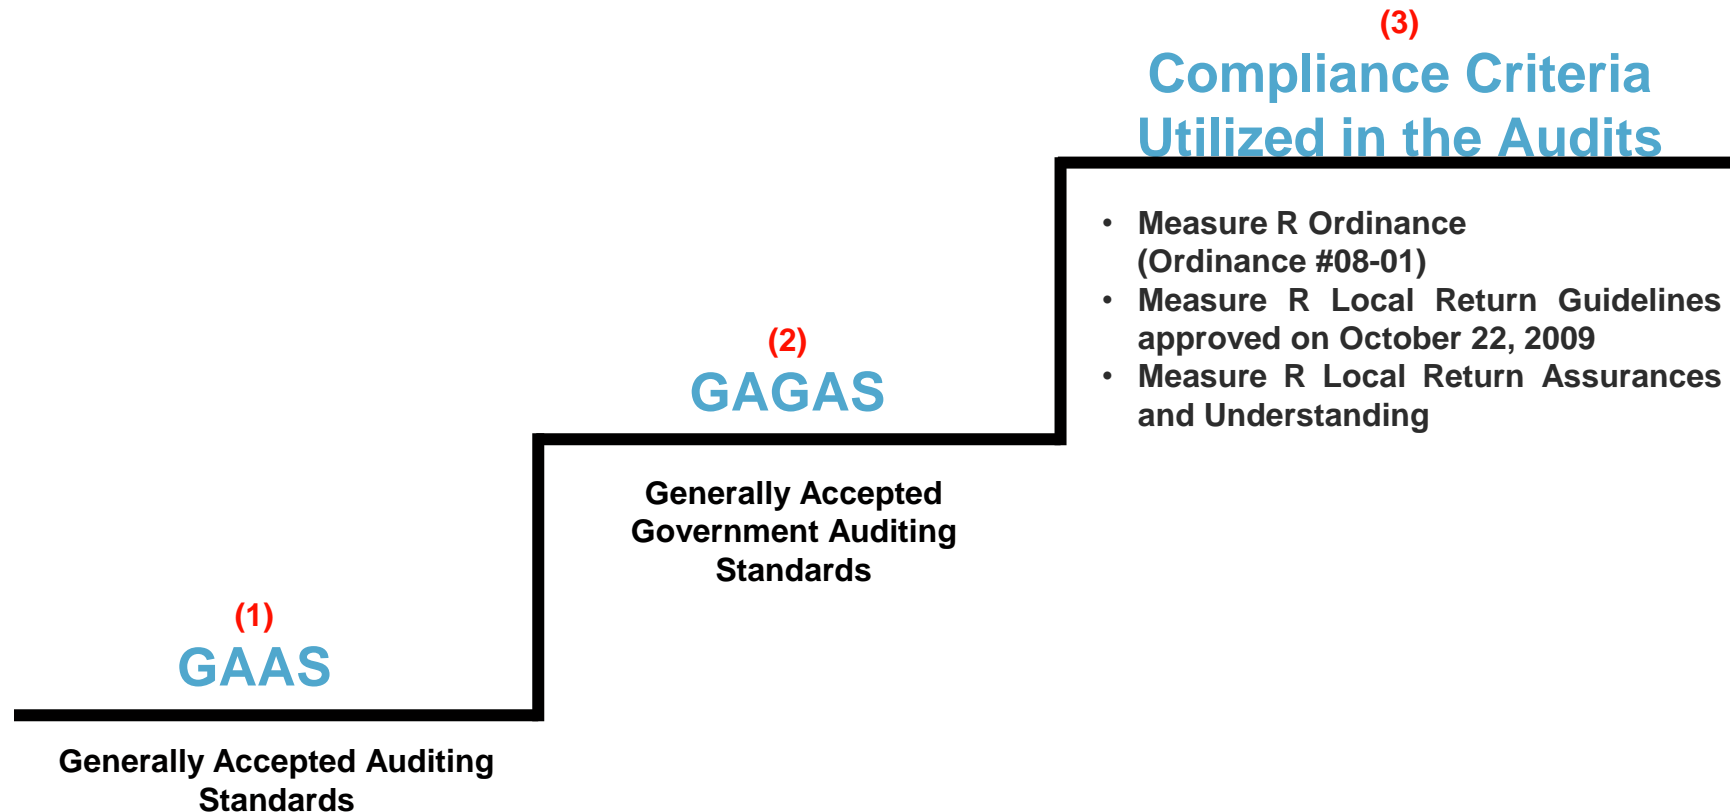 (1)
GAAS
Generally Accepted Auditing
Standards
(2)
GAGAS
Generally Accepted
Government Auditing
Standards
(3)
Compliance Criteria
Utilized in the Audits
• Measure R Ordinance
(Ordinance #08-01)
• Measure R Local Return Guidelines
approved on October 22, 2009
• Measure R Local Return Assurances
and Understanding